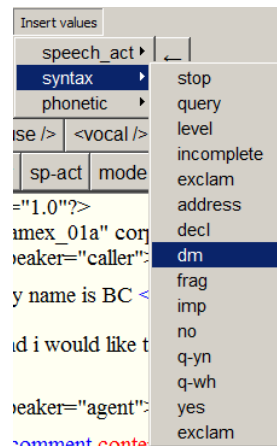 Insert values
speech_act
syntax
phonetic
use /> <vocal />
sp-act mode
="1.0"?>
amex_01a" corp
peaker="caller">
y name is BC <
d i would like t
peaker="agent">
comment conte
stop
query
level
incomplete
exclam
address
decl
dm
frag
imp
no
q-yn
q-wh
yes
exclam